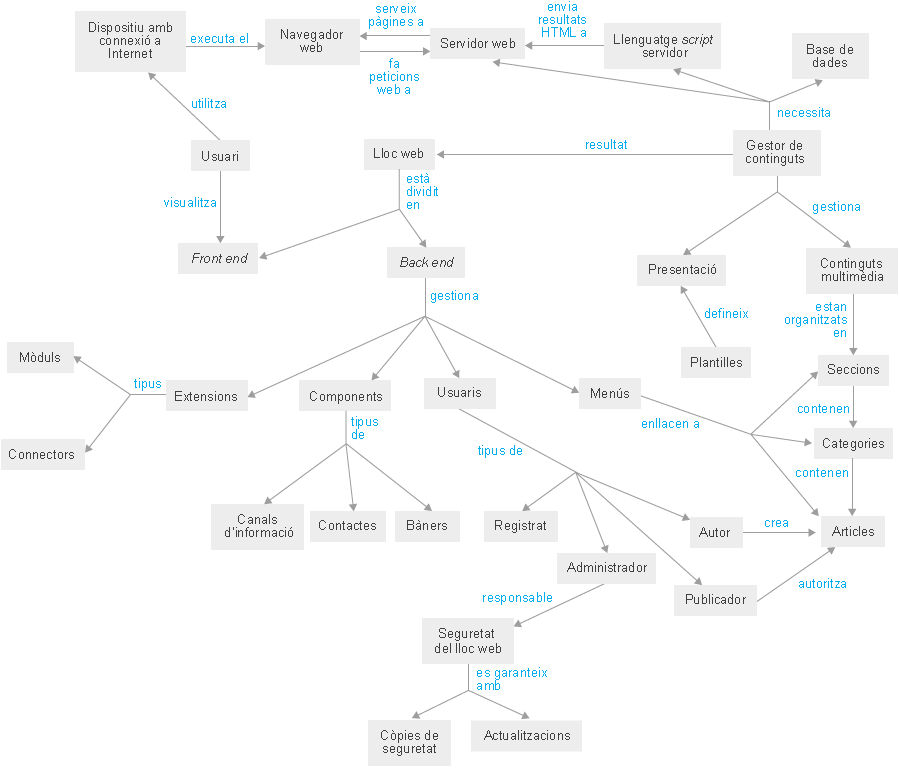 serveix
pàgines a
envia
resultats
HTML a
Dispositiu amb
connexió a
Internet
executa el
Navegador
web
Servidor web
Llenguatge script
servidor
Base de
dades
fa
peticions
web a
utilitza
necessita
Usuari
Lloc web
resultat
Gestor de
continguts
està
dividit
en
visualitza
gestiona
Front end
Back end
Presentació
Continguts
multimèdia
gestiona
defineix
estan
organitzats
en
Mòduls
Plantilles
Seccions
tipus
Extensions
Components
Usuaris
Menús
contenen
tipus
de
enllacen a
Connectors
tipus de
Categories
contenen
Canals
d'informació
Contactes
Bàners
Registrat
Autor
crea
Articles
Administrador
autoritza
responsable
Publicador
Seguretat
del lloc web
es garanteix
amb
Còpies de
seguretat
Actualitzacions